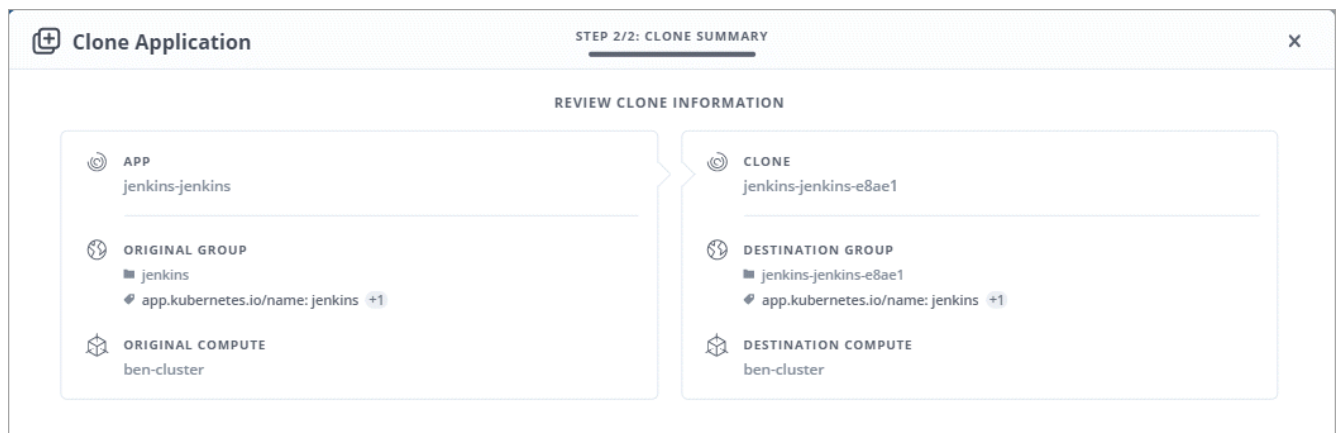 Clone Application
STEP 2/2: CLONE SUMMARY
REVIEW CLONE INFORMATION
APP
jenkins-jenkins
ORIGINAL GROUP
jenkins
app.kubernetes.io/name: jenkins +1
ORIGINAL COMPUTE
ben-cluster
CLONE
jenkins-jenkins-e8ae1
DESTINATION GROUP
jenkins-jenkins-e8ae1
app.kubernetes.io/name: jenkins +1
DESTINATION COMPUTE
ben-cluster